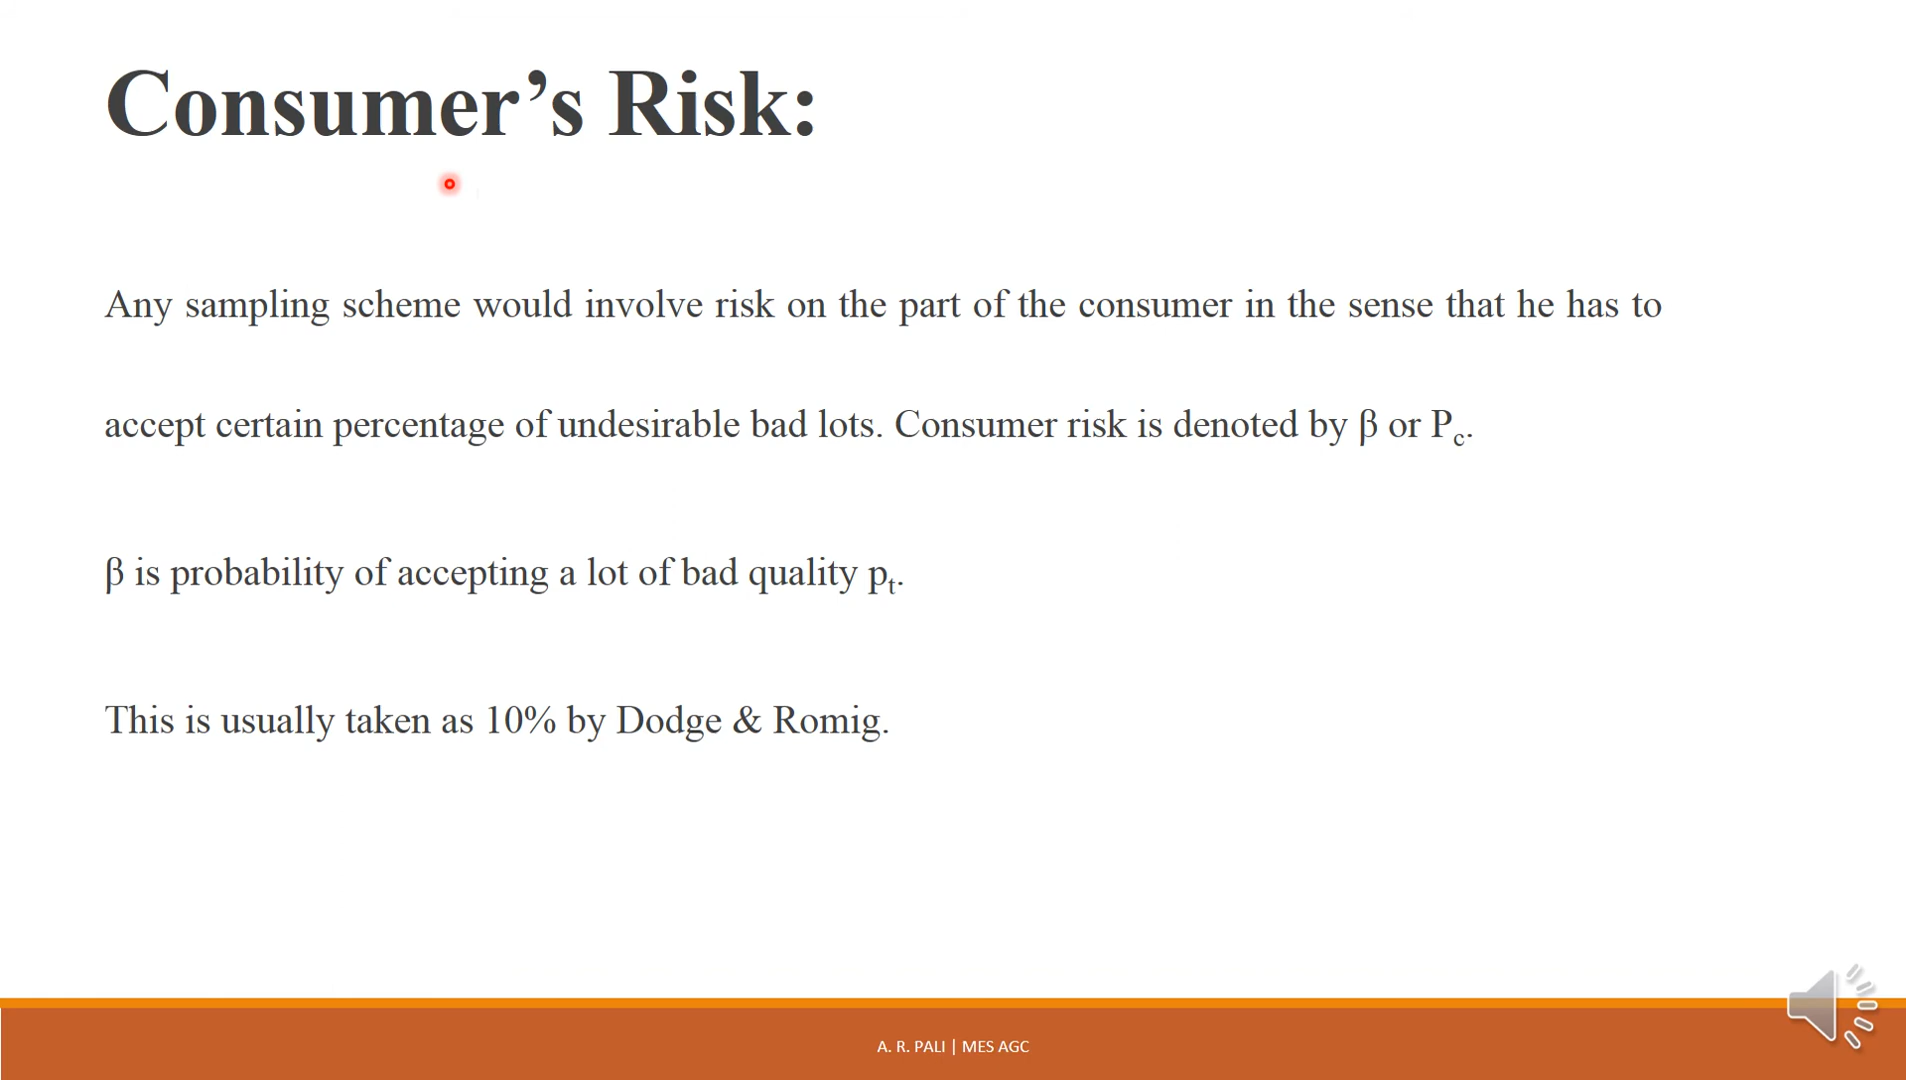 Consumer’s Risk:
Any sampling scheme would involve risk on the part of the consumer in the sense that he has to
accept certain percentage of undesirable bad lots. Consumer risk is denoted by β or Pc.
β is probability of accepting a lot of bad quality pt.
This is usually taken as 10% by Dodge & Romig.
A. R. PALI | MES AGC